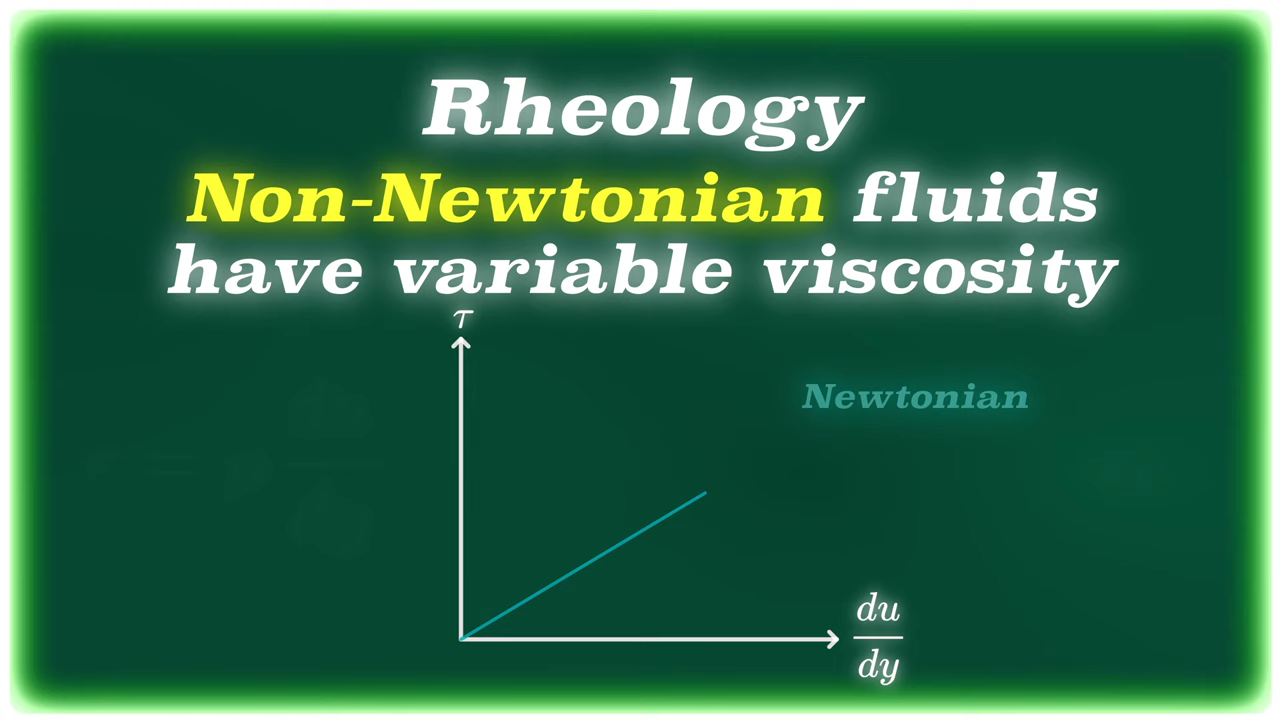 Rheology
Non-Newtonian fluids
have variable viscosity
τ
Newtonian
du
dy